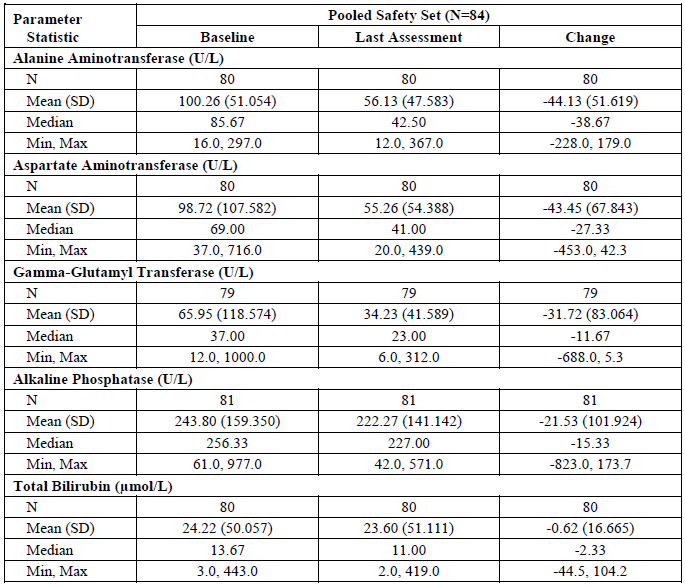 Parameter Pooled Safety Set (N=84)
Statistic Baseline Last Assessment Change
Alanine Aminotransferase (U/L)
N 80 80 80
Mean (SD) 100.26 (51.054) 56.13 (47.583) -44.13 (51.619)
Median 85.67 42.50 -38.67
Min, Max 16.0, 297.0 12.0, 367.0 -228.0, 179.0
Aspartate Aminotransferase (U/L)
N 80 80 80
Mean (SD) 98.72 (107.582) 55.26 (54.388) -43.45 (67.843)
Median 69.00 41.00 -27.33
Min, Max 37.0, 716.0 20.0, 439.0 -453.0, 42.3
Gamma-Glutamyl Transferase (U/L)
N 79 79 79
Mean (SD) 65.95 (118.574) 34.23 (41.589) -31.72 (83.064)
Median 37.00 23.00 -11.67
Min, Max 12.0, 1000.0 6.0, 312.0 -688.0, 5.3
Alkaline Phosphatase (U/L)
N 81 81 81
Mean (SD) 243.80 (159.350) 222.27 (141.142) -21.53 (101.924)
Median 256.33 227.00 -15.33
Min, Max 61.0, 977.0 42.0, 571.0 -823.0, 173.7
Total Bilirubin (µmol/L)
N 80 80 80
Mean (SD) 24.22 (50.057) 23.60 (51.111) -0.62 (16.665)
Median 13.67 11.00 -2.33
Min, Max 3.0, 443.0 2.0, 419.0 -44.5, 104.2